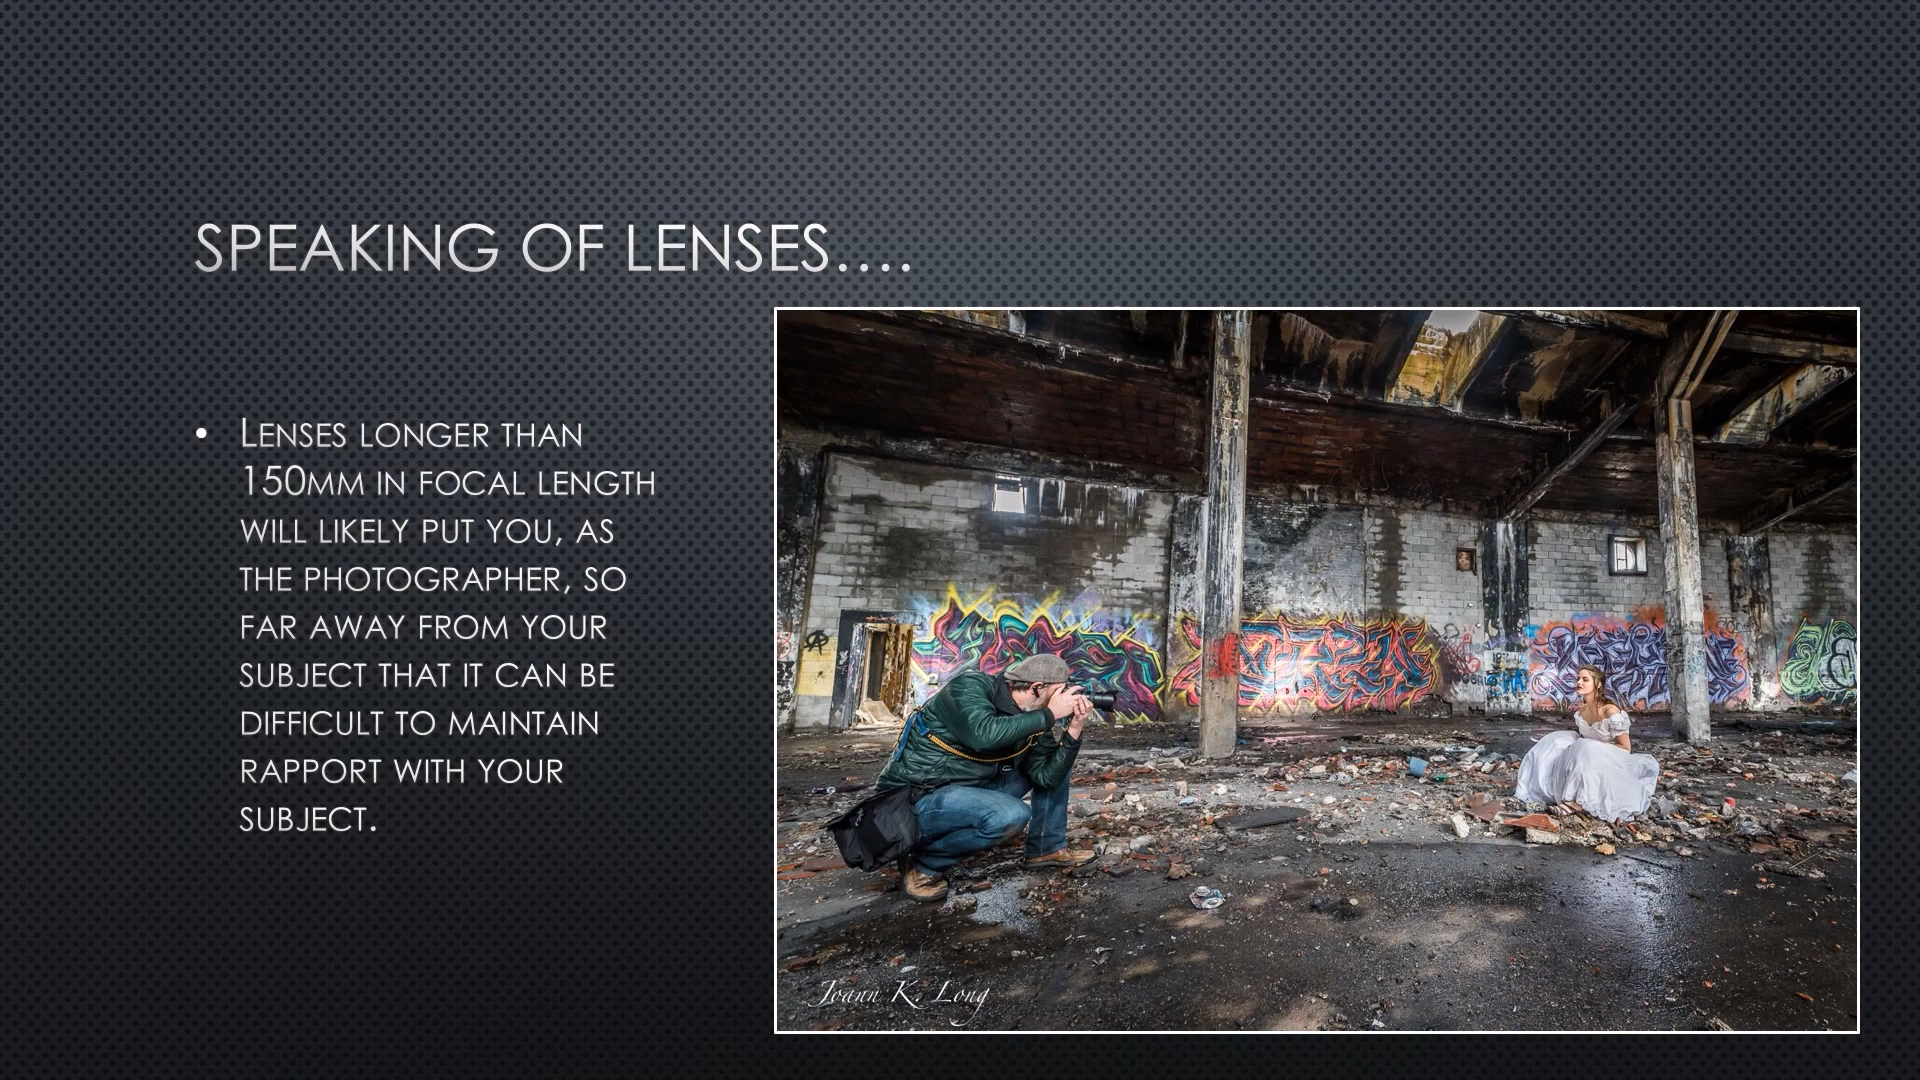 SPEAKING OF LENSES....
• LENSES LONGER THAN
150MM IN FOCAL LENGTH
WILL LIKELY PUT YOU, AS
THE PHOTOGRAPHER, SO
FAR AWAY FROM YOUR
SUBJECT THAT IT CAN BE
DIFFICULT TO MAINTAIN
RAPPORT WITH YOUR
SUBJECT.
Joann K. Long